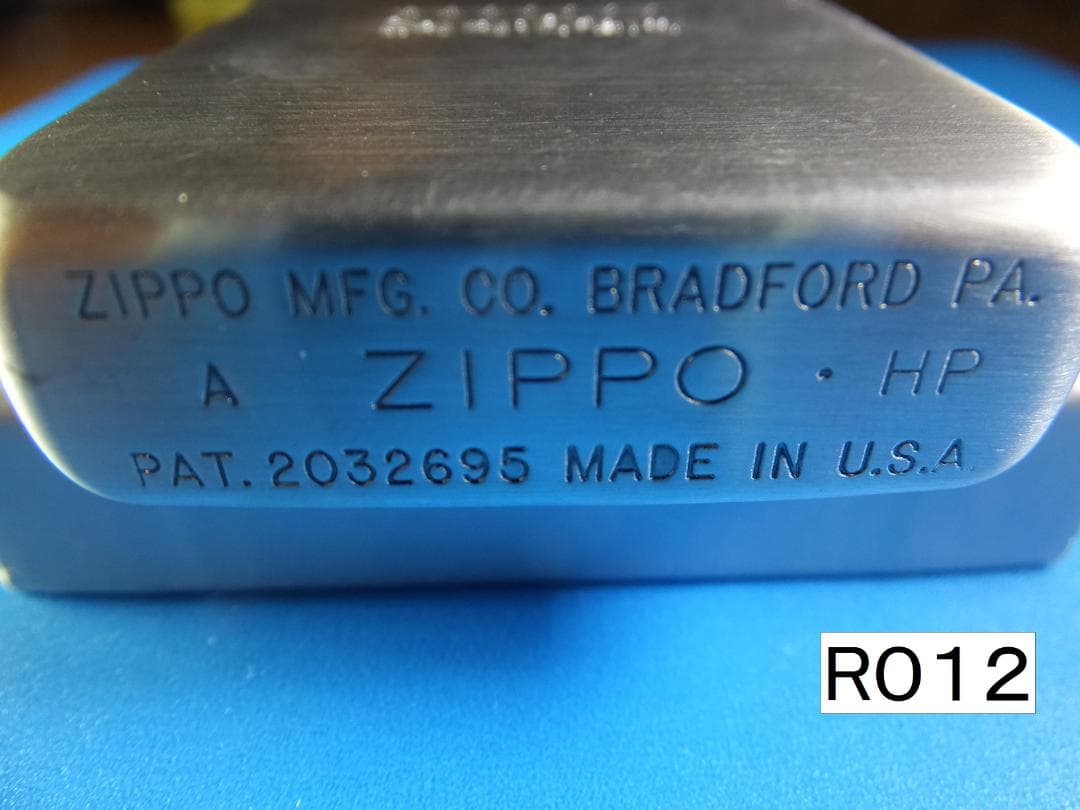 ZIPPO MFG. CO. BRADFORD PA.
A ZIPPO · HP
PAT. 2032695 MADE IN U.S.A.
R012